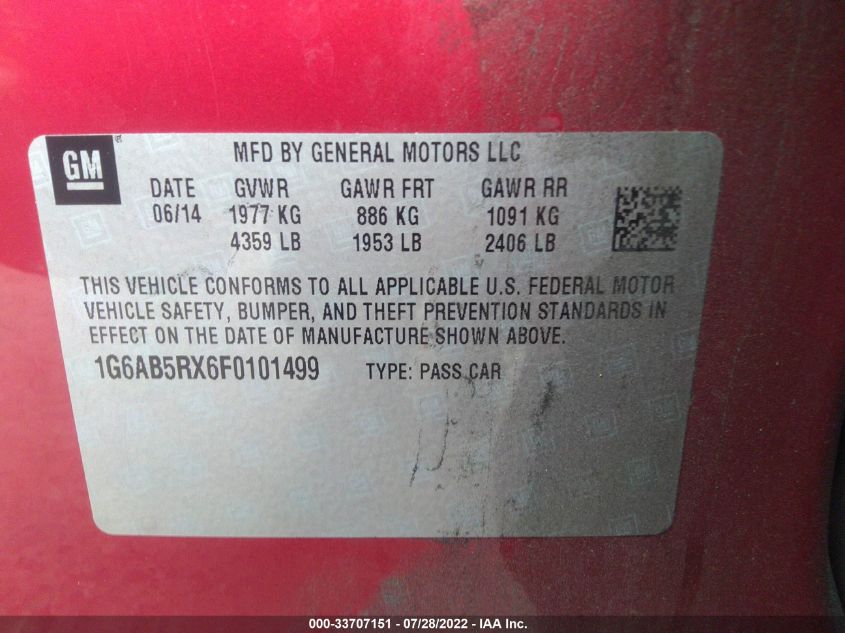 GM
MFD BY GENERAL MOTORS LLC
DATE GVWR GAWR FRT GAWR RR
06/14 1977 KG 886 KG 1091 KG
4359 LB 1953 LB 2406 LB
THIS VEHICLE CONFORMS TO ALL APPLICABLE U.S. FEDERAL MOTOR
VEHICLE SAFETY, BUMPER, AND THEFT PREVENTION STANDARDS IN
EFFECT ON THE DATE OF MANUFACTURE SHOWN ABOVE.
1G6AB5RX6F0101499 TYPE: PASS CAR
000-33707151 - 07/28/2022 - IAA Inc.